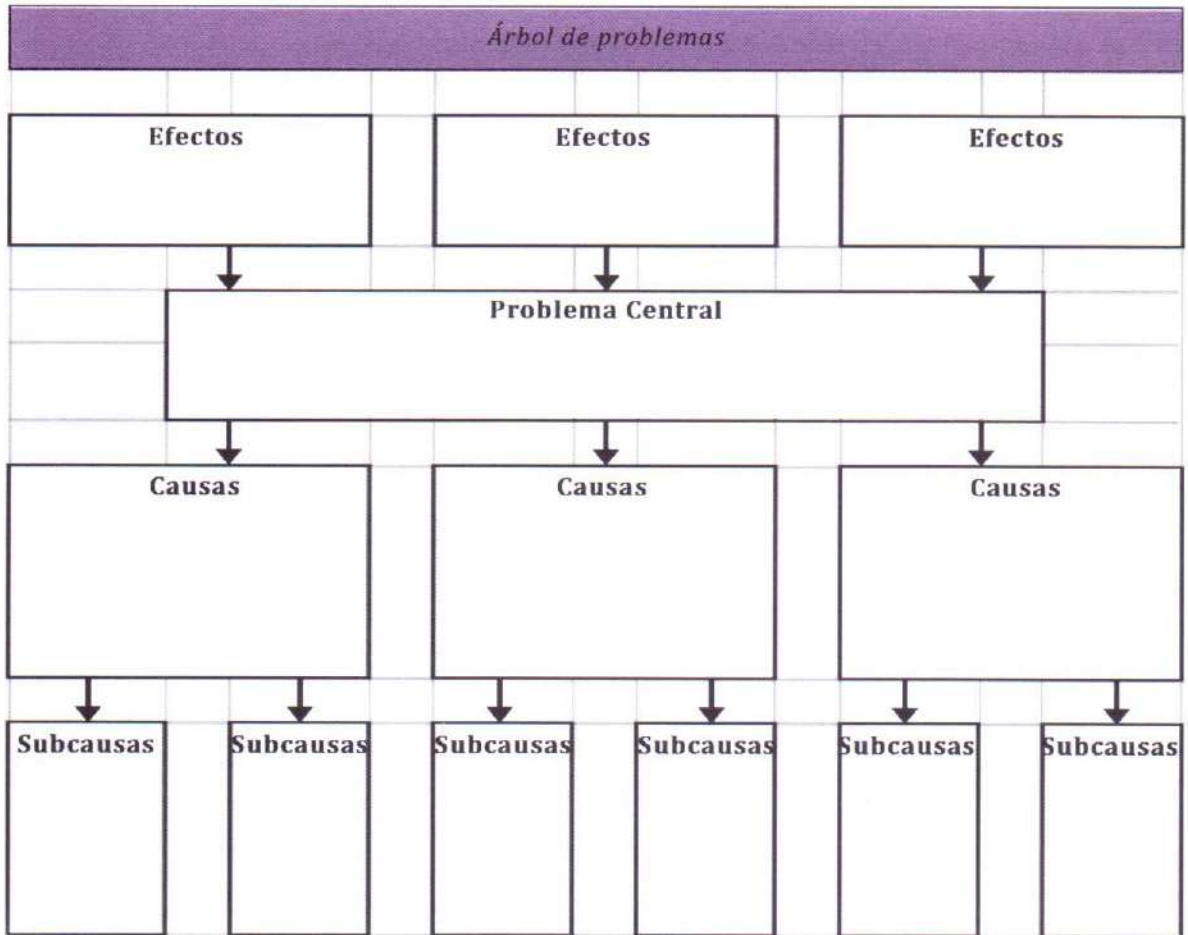 Árbol de problemas
Efectos Efectos Efectos
Problema Central
Causas Causas Causas
Subcausas Subcausas Subcausas Subcausas Subcausas Subcausas